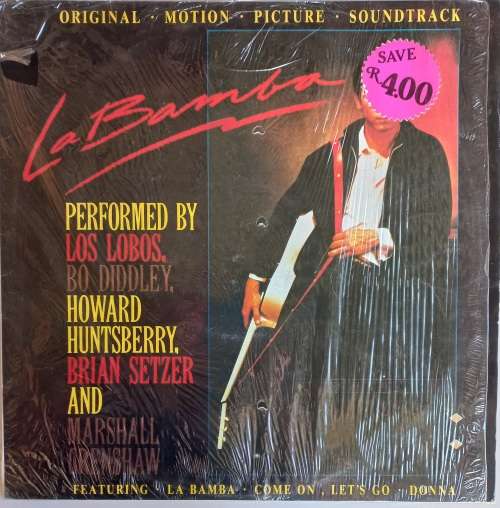 ORIGINAL · MOTION · PICTURE · SOUNDTRACK
SAVE
R4.00
La Bamba
PERFORMED BY
LOS LOBOS,
BO DIDDLEY,
HOWARD
HUNTSBERRY,
BRIAN SETZER
AND
MARSHALL
CRENSHAW
FEATURING · LA BAMBA · COME ON, LET'S GO · DONNA